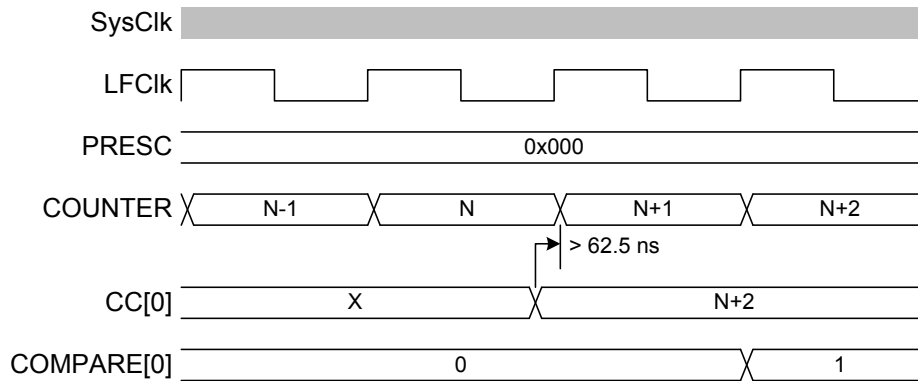 SysClk
LFClk
PRESC 0x000
COUNTER N-1 N N+1 N+2
> 62.5 ns
CC[0] X N+2
COMPARE[0] 0 1